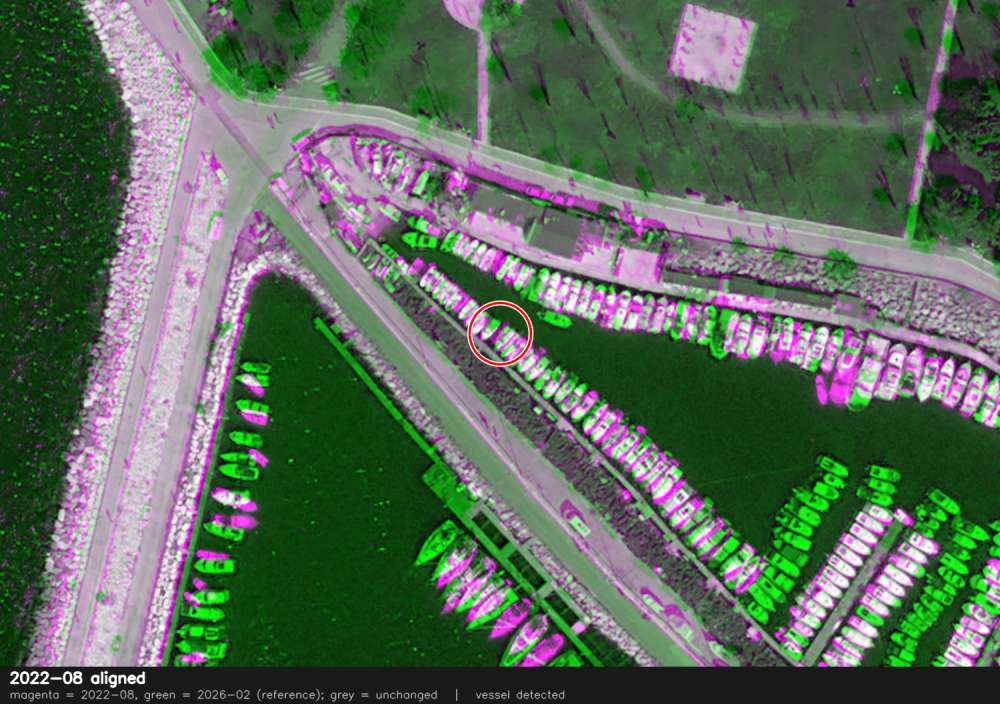 2022-08 aligned
magenta = 2022-08, green = 2026-02 (reference); grey = unchanged | vessel detected